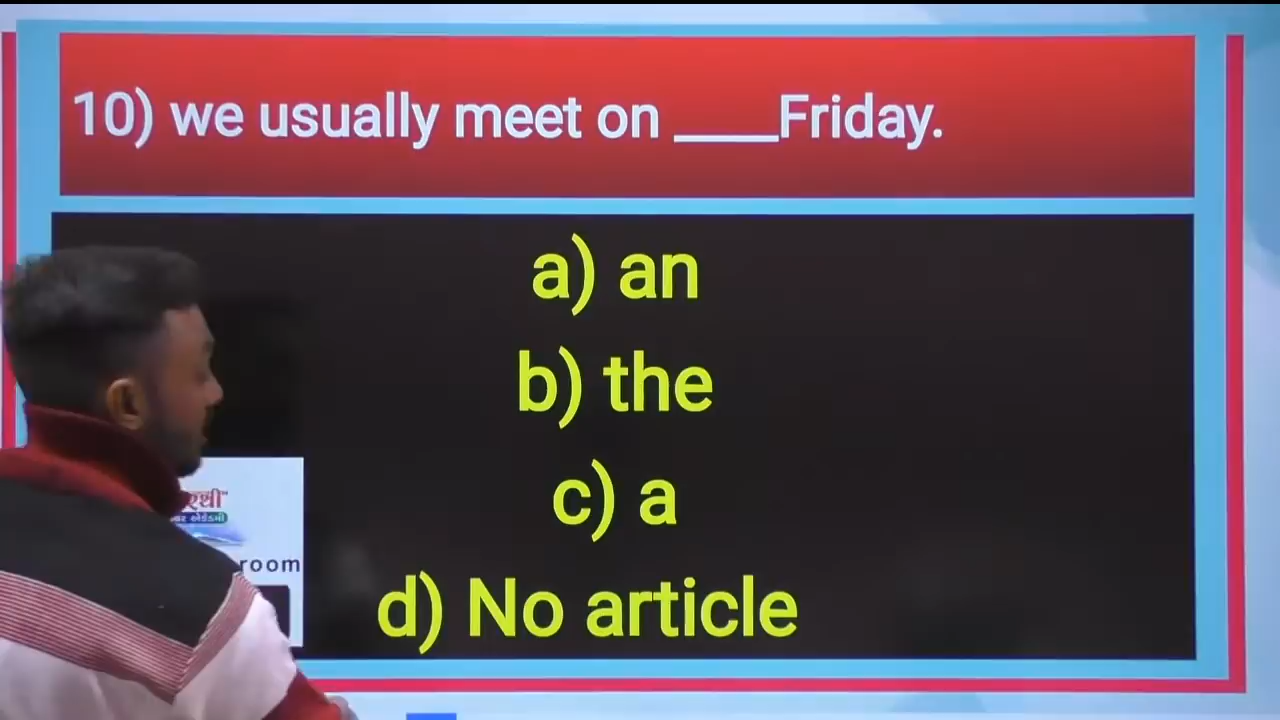 10) we usually meet on ____Friday.
a) an
b) the
c) a
d) No article
room